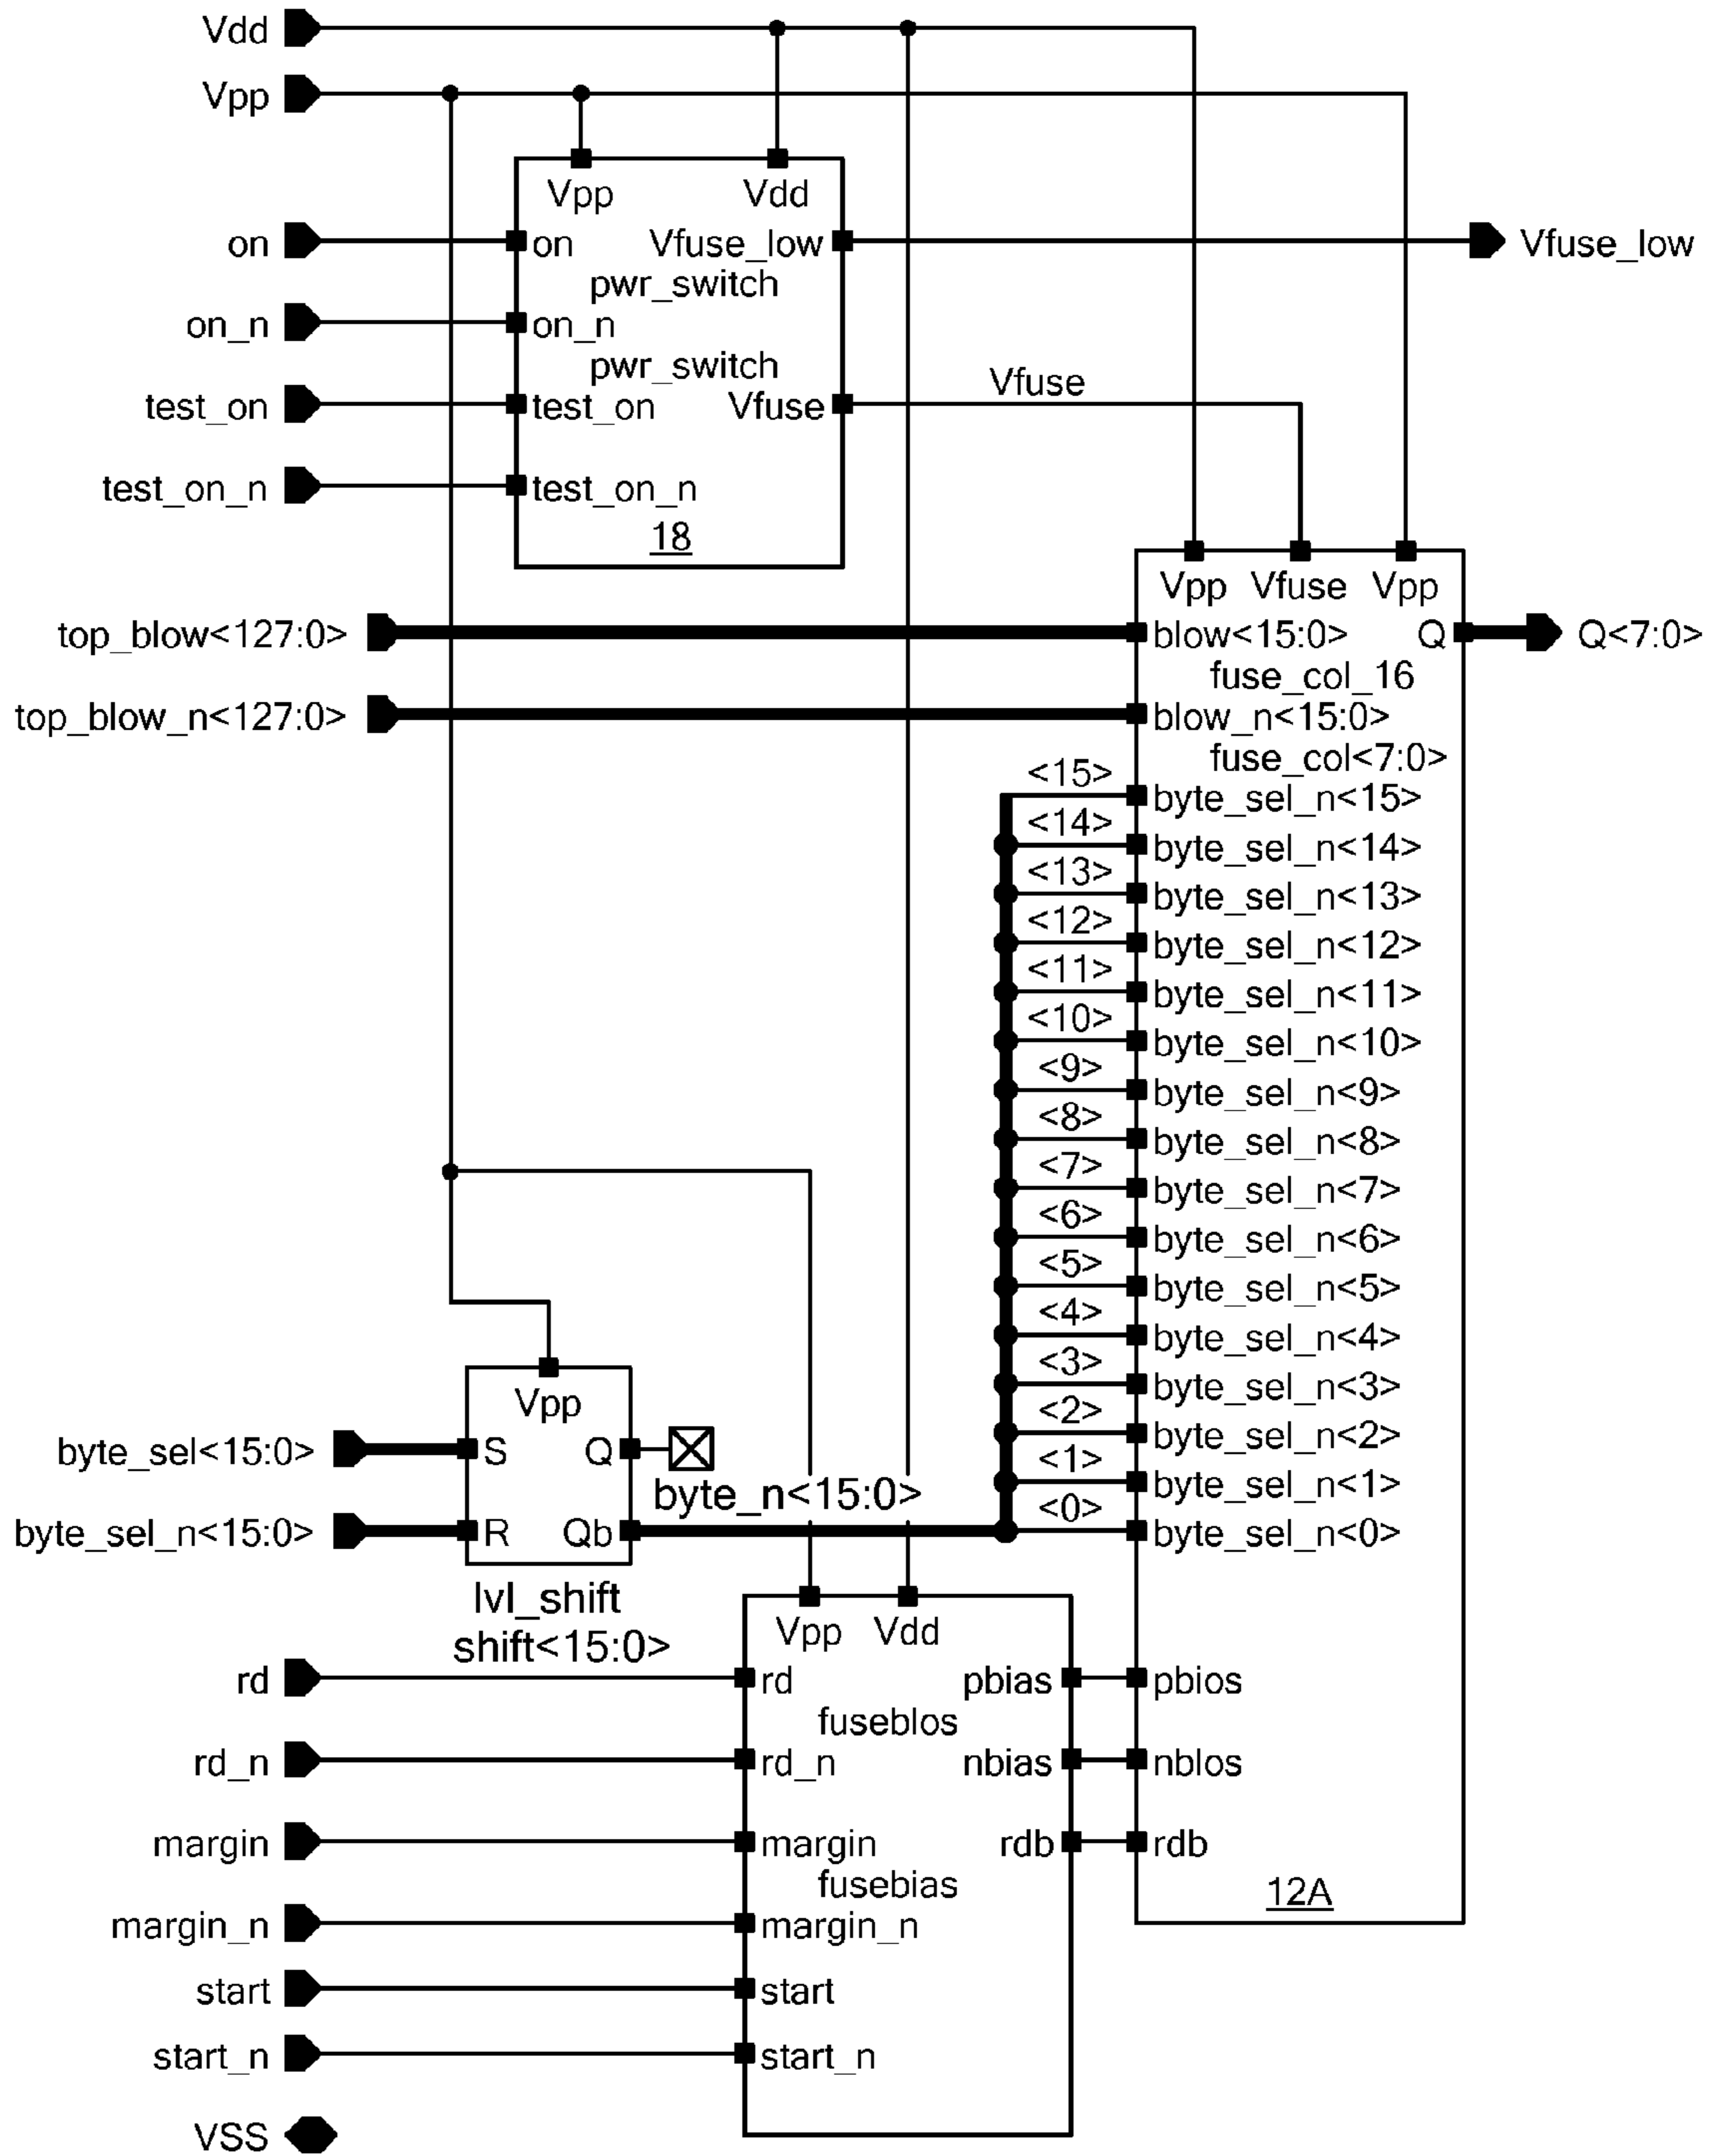 Vdd
Vpp
Vpp Vdd
on on Vfuse_low Vfuse_low
pwr_switch
on_n on_n
pwr_switch
Vfuse
test_on test_on Vfuse
test_on_n test_on_n
18
Vpp Vfuse Vpp
top_blow<127:0> blow<15:0> Q Q<7:0>
fuse_col_16
top_blow_n<127:0> blow_n<15:0>
fuse_col<7:0>
<15> byte_sel_n<15>
<14> byte_sel_n<14>
<13> byte_sel_n<13>
<12> byte_sel_n<12>
<11> byte_sel_n<11>
<10> byte_sel_n<10>
<9> byte_sel_n<9>
<8> byte_sel_n<8>
<7> byte_sel_n<7>
<6> byte_sel_n<6>
<5> byte_sel_n<5>
<4> byte_sel_n<4>
<3> byte_sel_n<3>
<2> byte_sel_n<2>
<1> byte_sel_n<1>
<0> byte_sel_n<0>
Vpp
byte_sel<15:0> S Q
byte_n<15:0>
byte_sel_n<15:0> R Qb
lvl_shift
shift<15:0>
Vpp Vdd
rd rd pbias pbios
fuseblos
rd_n rd_n nbias nblos
margin margin rdb rdb
fusebias
12A
margin_n margin_n
start start
start_n start_n
VSS